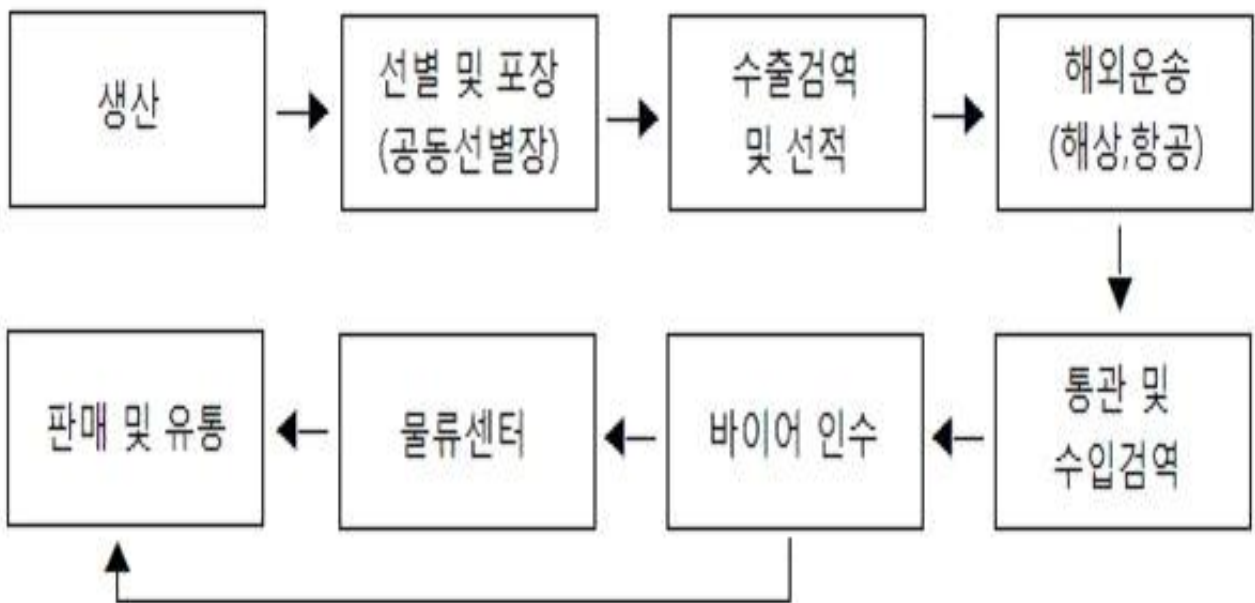 생산
선별 및 포장
(공동선별장)
수출검역
및 선적
해외운송
(해상,항공)
통관 및
수입검역
바이어 인수
물류센터
판매 및 유통